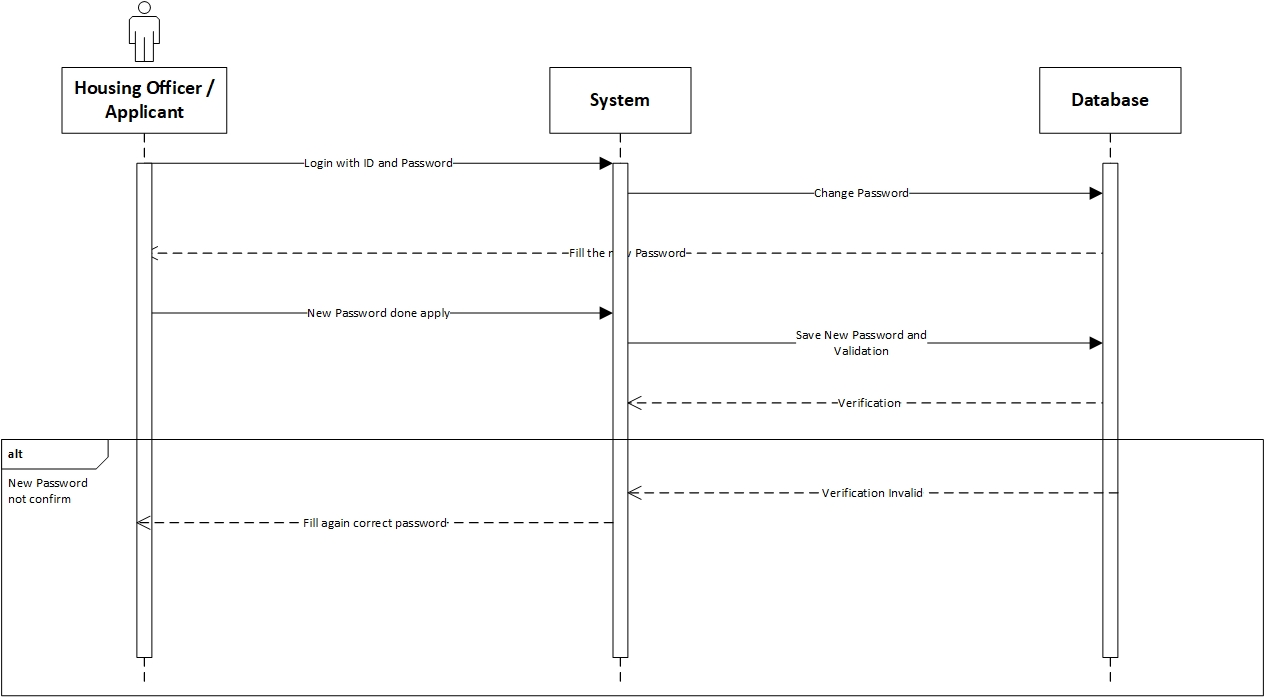 Housing Officer /
Applicant
System
Database
Login with ID and Password
Change Password
Fill the Password
New Password done apply
Save New Password and
Validation
Verification
alt
New Password
not confirm
Verification Invalid
Fill again correct password